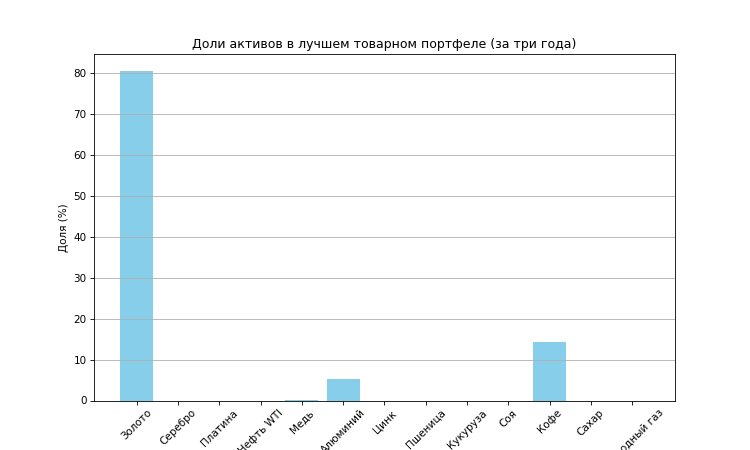 Доли активов в лучшем товарном портфеле (за три года)
Доля (%)
80
70
60
50
40
30
20
10
0
Золото
Серебро
Платина
Нефть WTI
Медь
Алюминий
Цинк
Пшеница
Кукуруза
Соя
Кофе
Сахар
газ